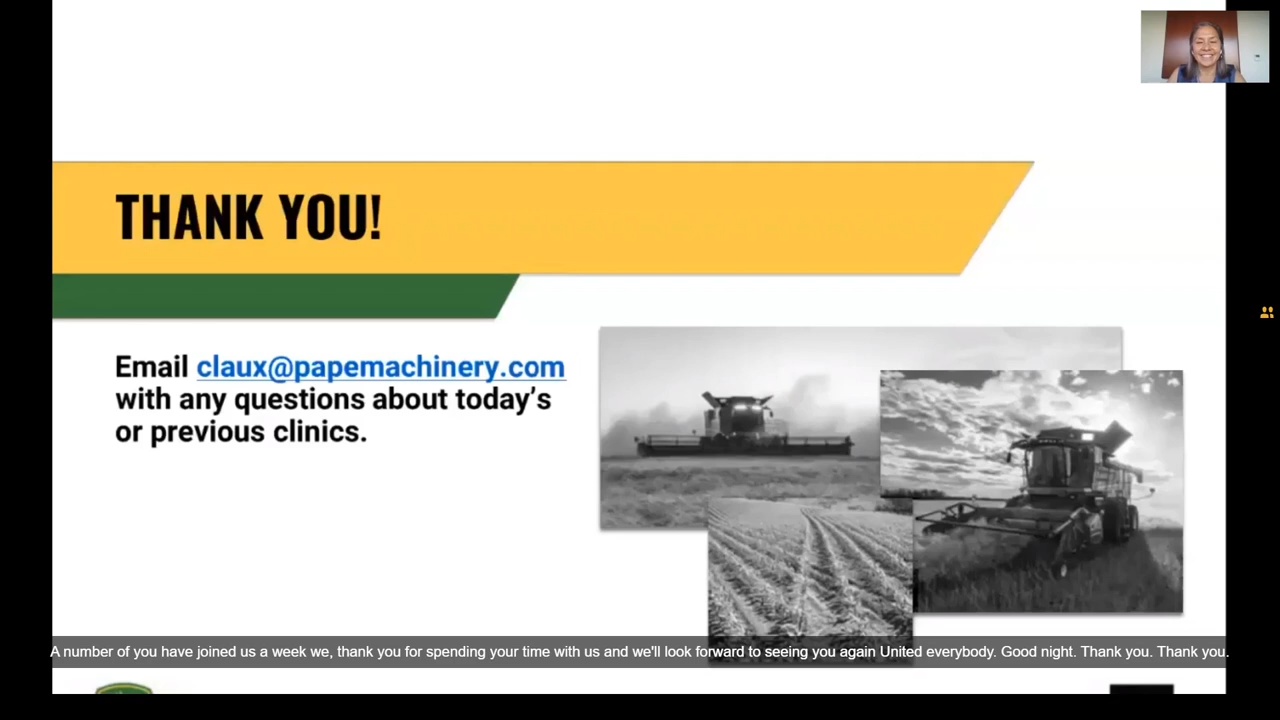 THANK YOU!
Email claux@papemachinery.com
with any questions about today's
or previous clinics.
A number of you have joined us a week we, thank you for spending your time with us and we'll look forward to seeing you again United everybody. Good night. Thank you. Thank you.